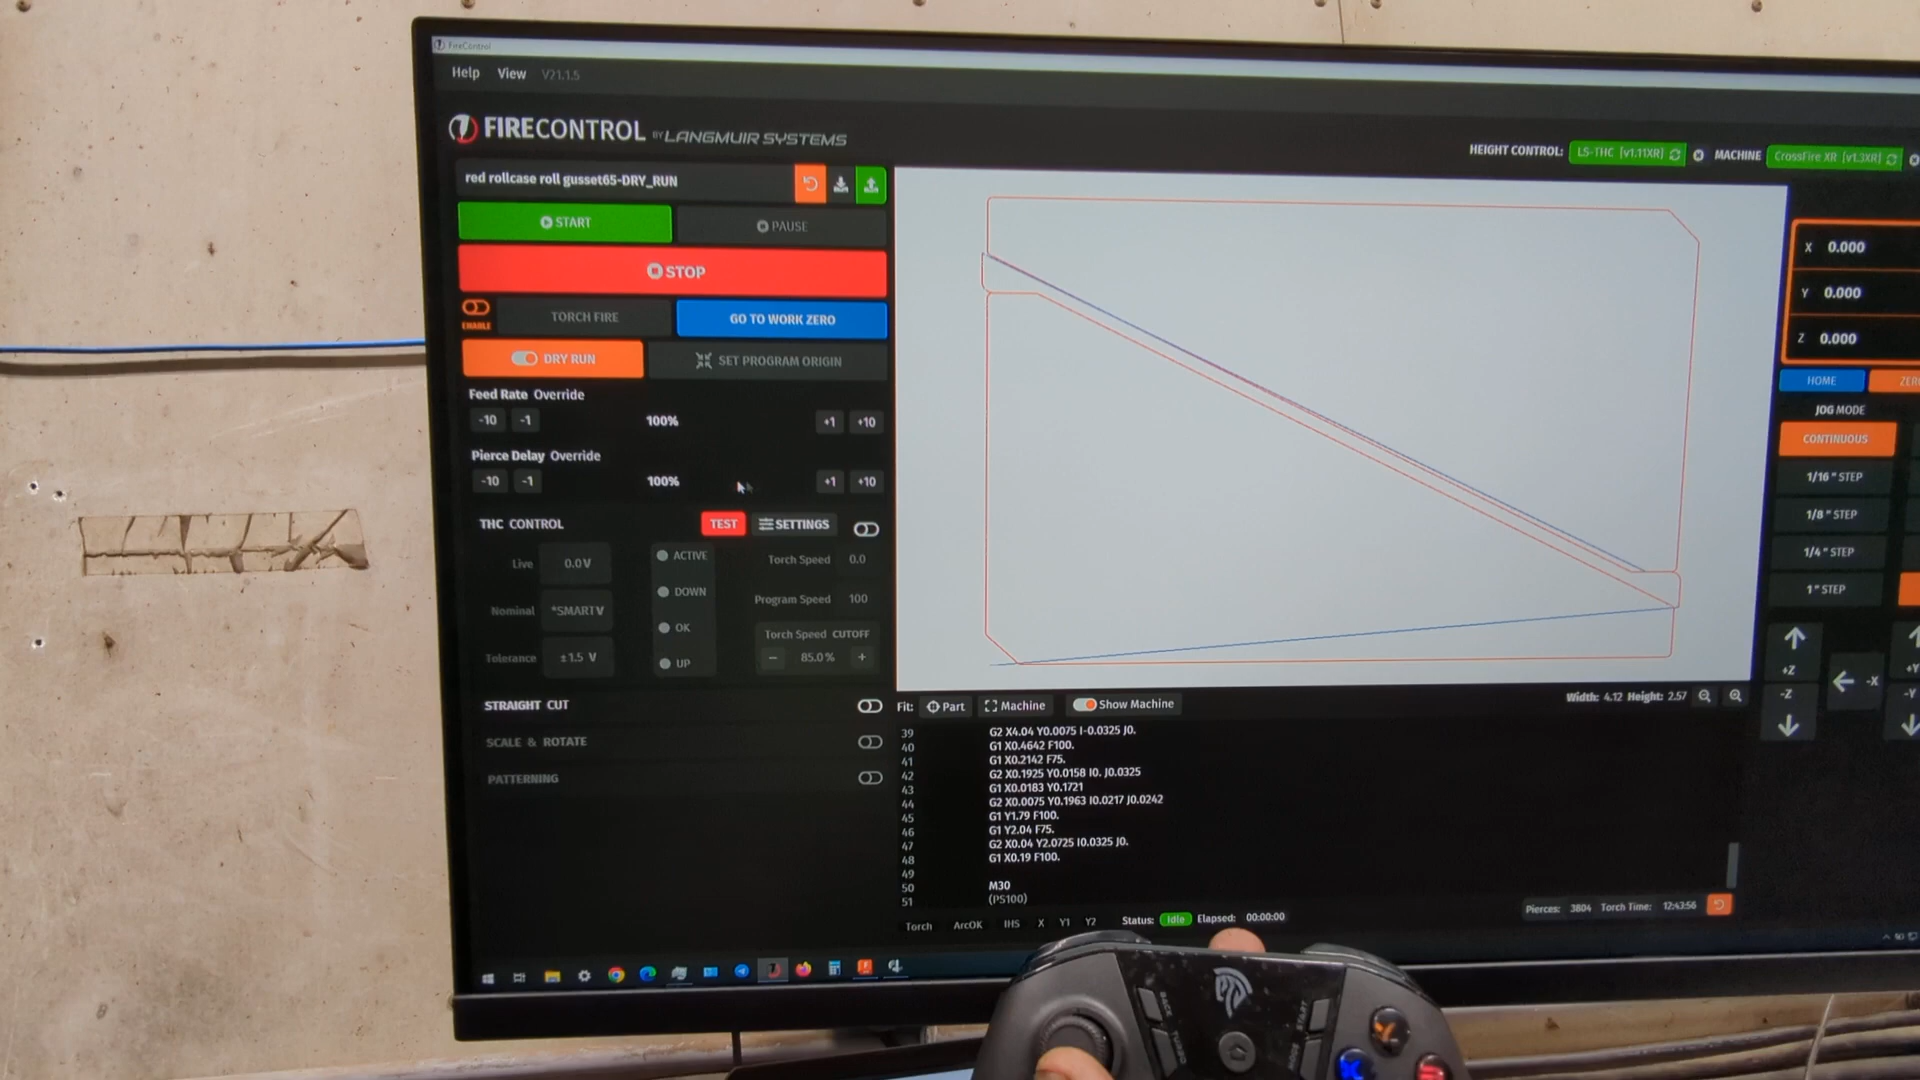 FireControl
Help View V21.1.5
FIRECONTROL BY LANGMUIR SYSTEMS
HEIGHT CONTROL: LS-THC [v1.11XR] MACHINE CrossFire XR [v1.3XR]
red rollcase roll gusset65-DRY_RUN
START PAUSE
STOP
ENABLE TORCH FIRE GO TO WORK ZERO
DRY RUN SET PROGRAM ORIGIN
Feed Rate Override
-10 -1 100% +1 +10
Pierce Delay Override
-10 -1 100% +1 +10
THC CONTROL TEST SETTINGS
Live 0.0V ACTIVE Torch Speed 0.0
DOWN
Nominal *SMARTV Program Speed 100
OK
Torch Speed CUTOFF
Tolerance ±1.5 V UP − 85.0% +
STRAIGHT CUT
SCALE & ROTATE
PATTERNING
X 0.000
Y 0.000
Z 0.000
HOME
JOG MODE
CONTINUOUS
1/16" STEP
1/8" STEP
1/4" STEP
1" STEP
+Z +Y
-X
-Z -Y
Fit: Part Machine Show Machine Width: 4.12 Height: 2.57
39 G2 X4.04 Y0.0075 I-0.0325 J0.
40 G1 X0.4642 F100.
41 G1 X0.2142 F75.
42 G2 X0.1925 Y0.0158 I0. J0.0325
43 G1 X0.0183 Y0.1721
44 G2 X0.0075 Y0.1963 I0.0217 J0.0242
45 G1 Y1.79 F100.
46 G1 Y2.04 F75.
47 G2 X0.04 Y2.0725 I0.0325 J0.
48 G1 X0.19 F100.
49
50 M30
51 (PS100)
Torch ArcOK IHS X Y1 Y2 Status: Idle Elapsed: 00:00:00
Pierces: 3804 Torch Time: 12:43:56
BACK START
TURBO MODE